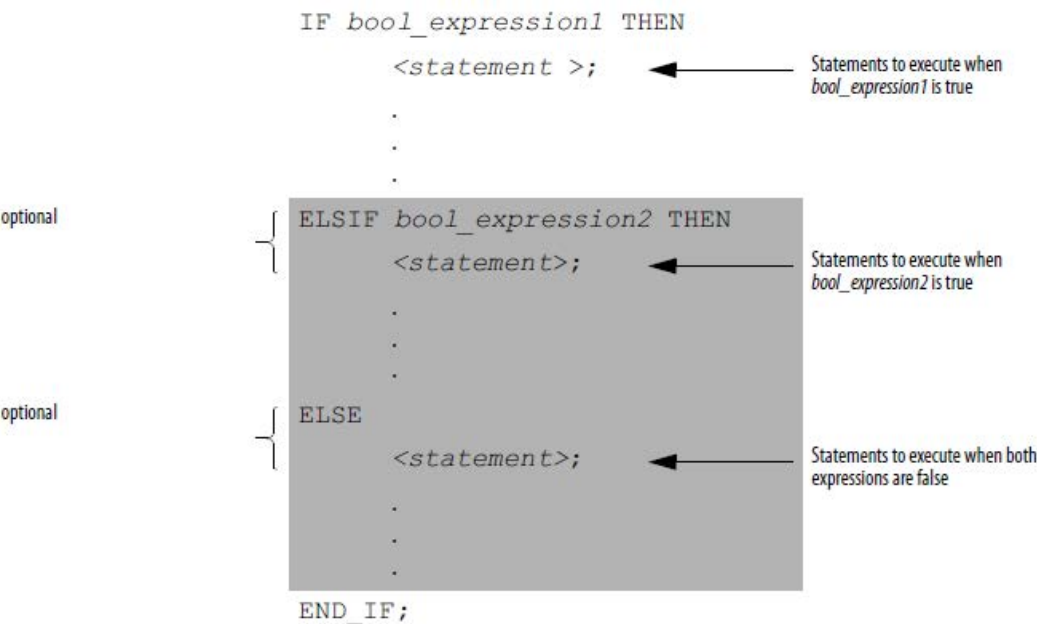 IF bool_expression1 THEN
<statement >;
Statements to execute when
bool_expression1 is true
.
.
.
optional
ELSIF bool_expression2 THEN
<statement>;
Statements to execute when
bool_expression2 is true
.
.
.
optional
ELSE
<statement>;
Statements to execute when both
expressions are false
.
.
.
END_IF;